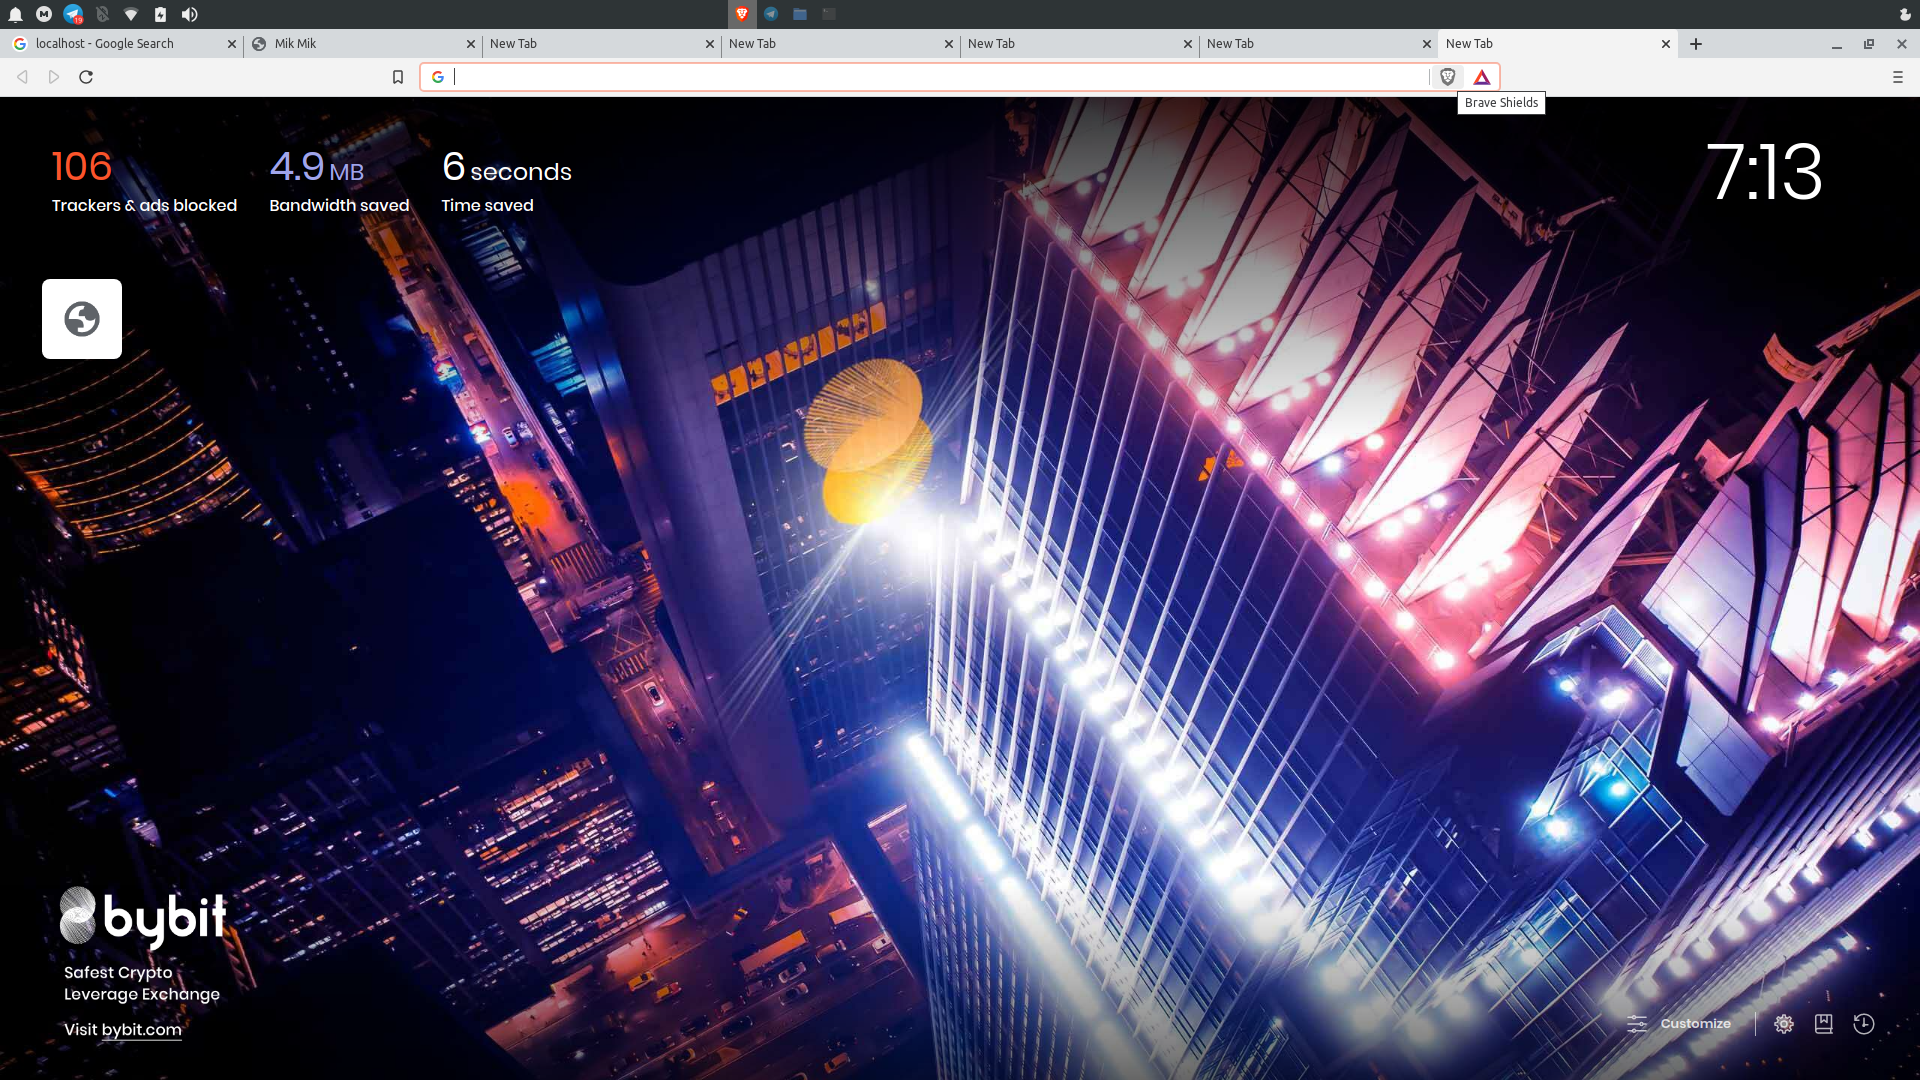 19
localhost - Google Search
Mik Mik
New Tab
New Tab
New Tab
New Tab
New Tab
Brave Shields
106
Trackers & ads blocked
4.9 MB
Bandwidth saved
6 seconds
Time saved
7:13
bybit
Safest Crypto
Leverage Exchange
Visit bybit.com
Customize